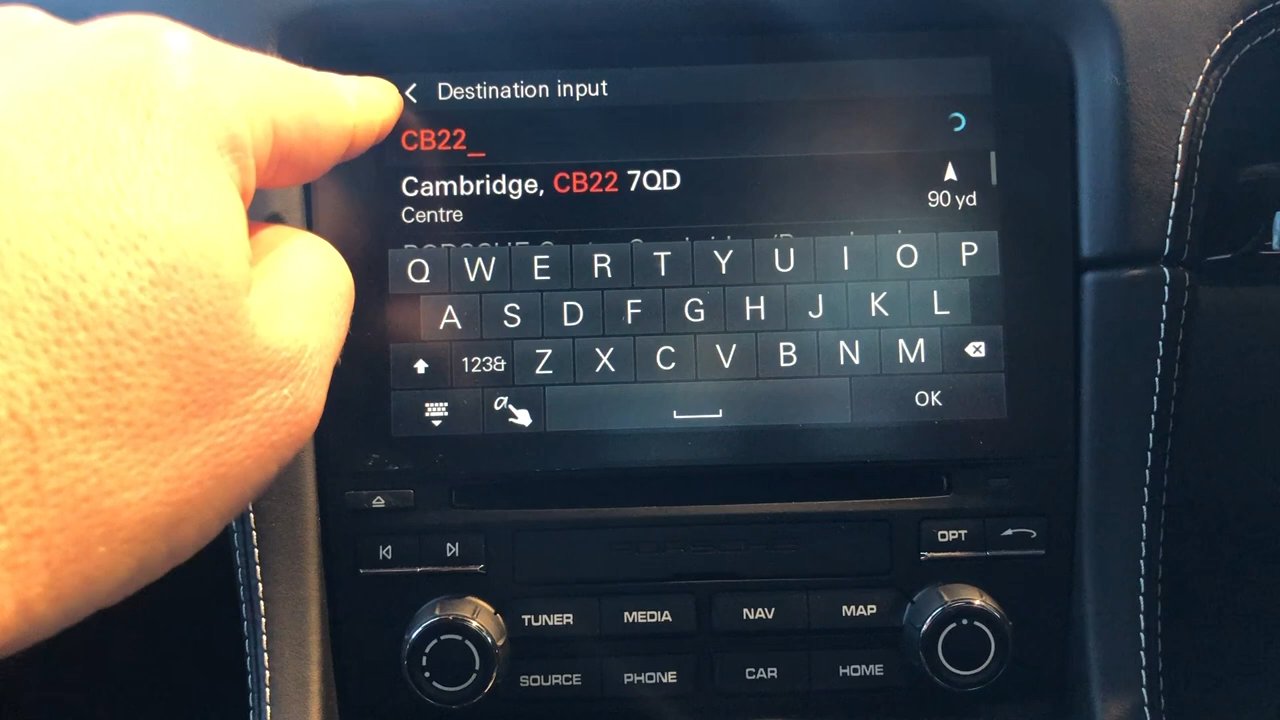 Destination input
CB22_
Cambridge, CB22 7QD
90 yd
Centre
Q W E R T Y U I O P
A S D F G H J K L
123& Z X C V B N M
a OK
OPT
PORSCHE
TUNER MEDIA NAV MAP
SOURCE PHONE CAR HOME